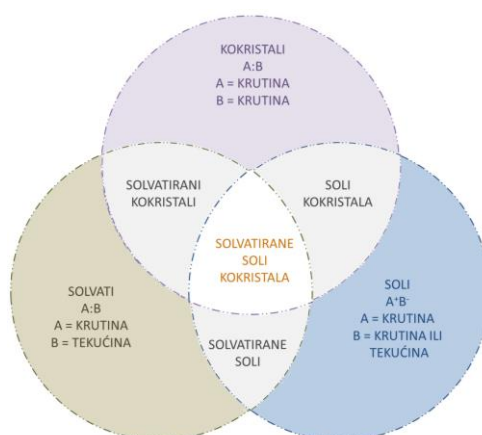 KOKRISTALI
A:B
A = KRUTINA
B = KRUTINA
SOLVATIRANI
KOKRISTALI
SOLI
KOKRISTALA
SOLVATIRANE
SOLI
KOKRISTALA
SOLVATI
A:B
A = KRUTINA
B = TEKUĆINA
SOLI
A⁺B⁻
A = KRUTINA
B = KRUTINA ILI
TEKUĆINA
SOLVATIRANE
SOLI